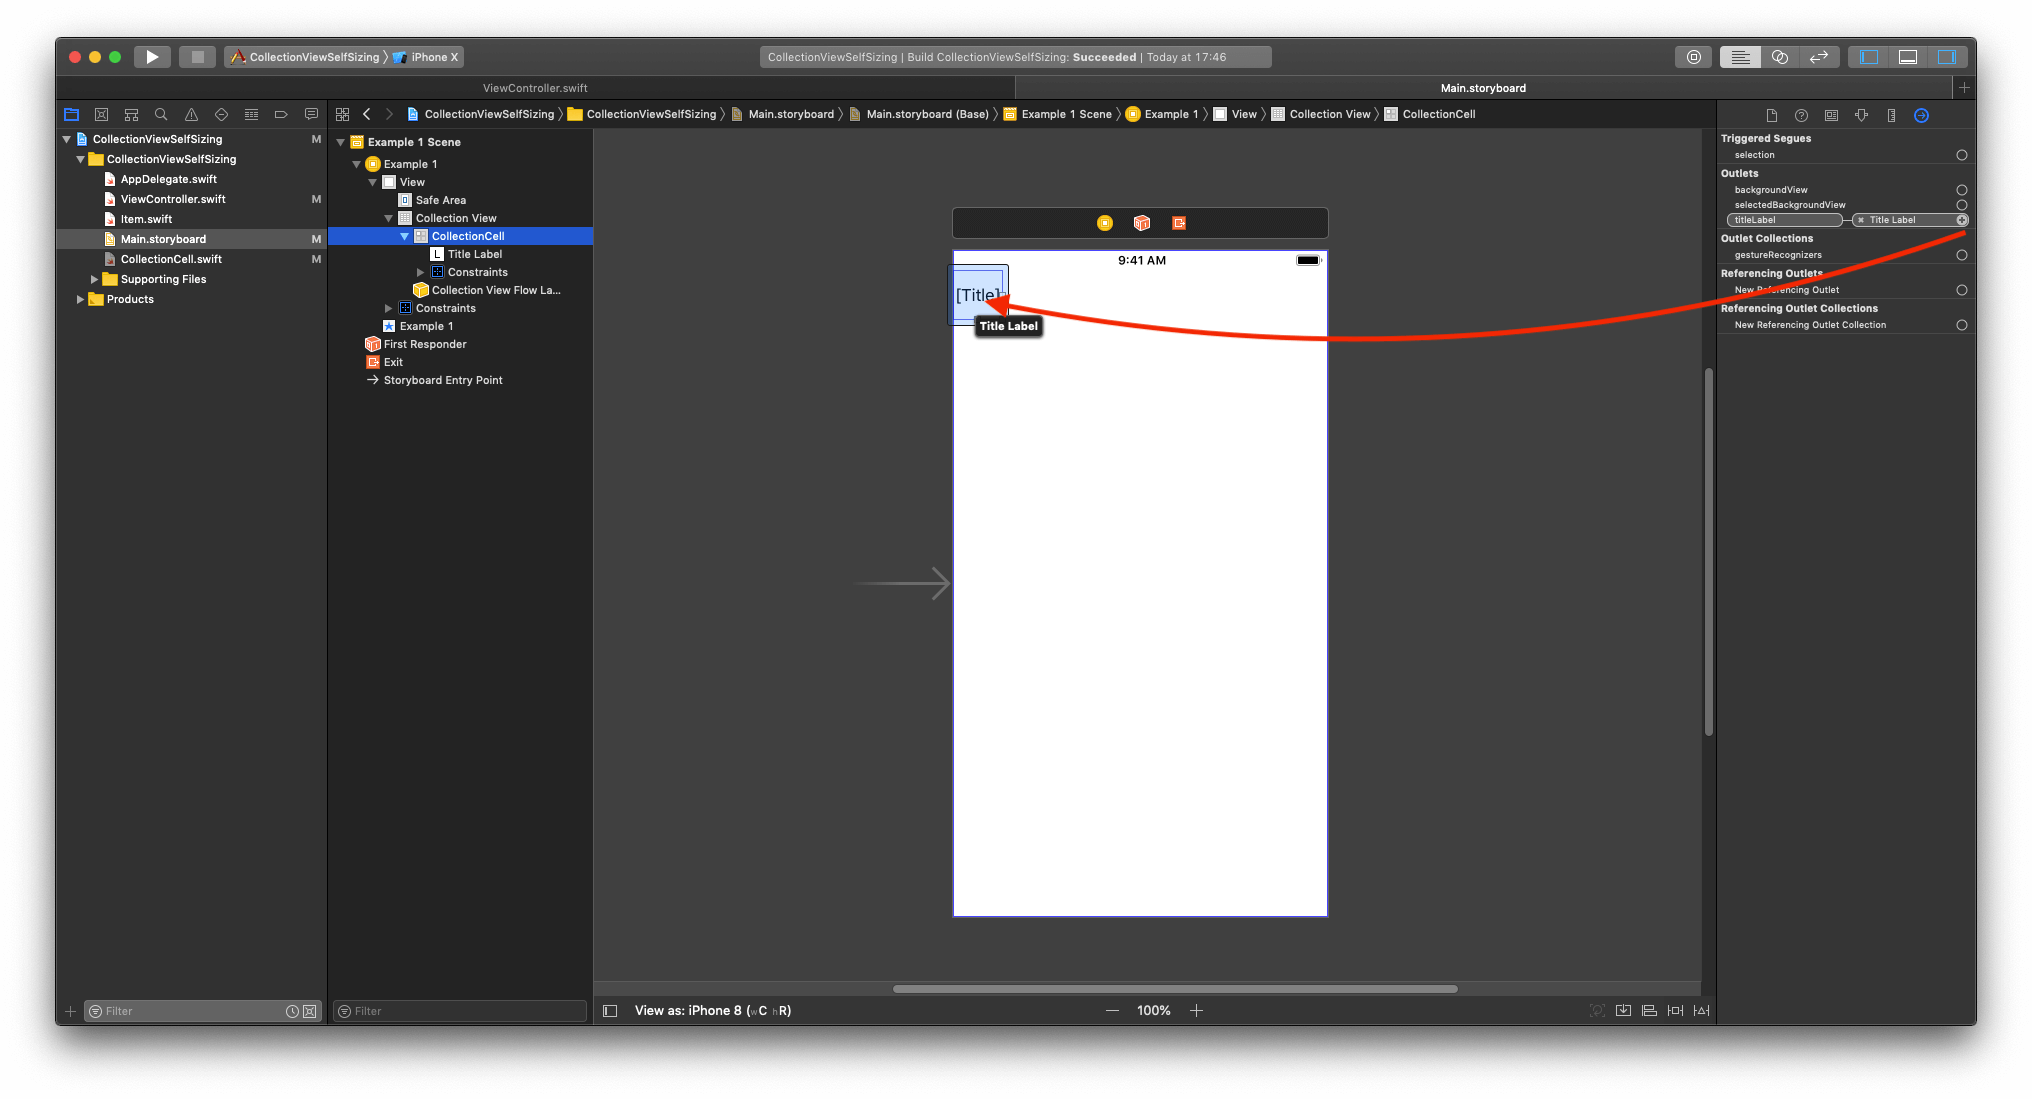 CollectionViewSelfSizing 〉 iPhone X
CollectionViewSelfSizing | Build CollectionViewSelfSizing: Succeeded | Today at 17:46
ViewController.swift
Main.storyboard
CollectionViewSelfSizing 〉 CollectionViewSelfSizing 〉 Main.storyboard 〉 Main.storyboard (Base) 〉 Example 1 Scene 〉 Example 1 〉 View 〉 Collection View 〉 CollectionCell
CollectionViewSelfSizing M
CollectionViewSelfSizing
AppDelegate.swift
ViewController.swift M
Item.swift
Main.storyboard M
CollectionCell.swift M
Supporting Files
Products
Filter
Example 1 Scene
Example 1
View
Safe Area
Collection View
CollectionCell
L Title Label
Constraints
Collection View Flow La...
Constraints
Example 1
First Responder
Exit
Storyboard Entry Point
Filter
9:41 AM
[Title]
Title Label
View as: iPhone 8 (wC hR)
100%
Triggered Segues
selection
Outlets
backgroundView
selectedBackgroundView
titleLabel
Title Label
Outlet Collections
gestureRecognizers
Referencing Outlets
New Referencing Outlet
Referencing Outlet Collections
New Referencing Outlet Collection